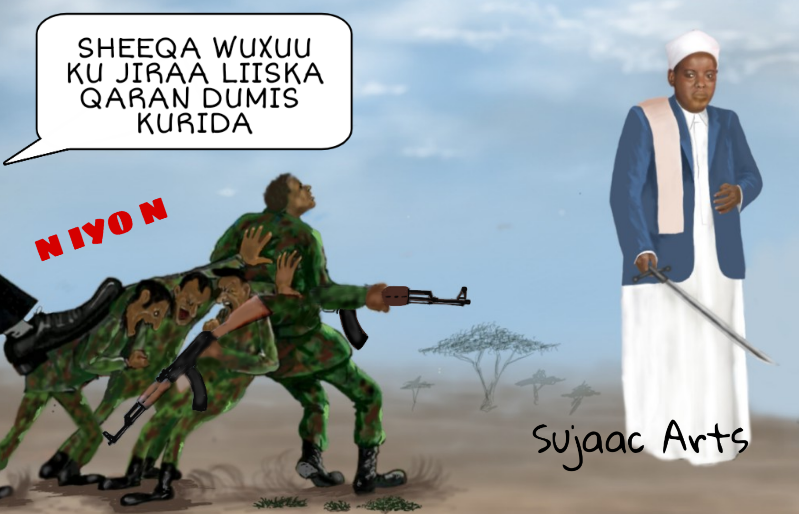 SHEEQA WUXUU
KU JIRAA LIISKA
QARAN DUMIS
KURIDA
N IYO N
Sujaac Arts